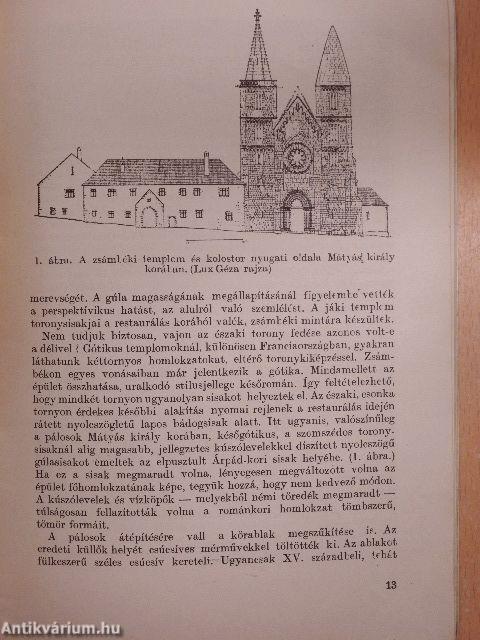 1. ábra. A zsámbéki templom és kolostor nyugati oldala Mátyás király
korában. (Lux Géza rajza)
merevségét. A gúla magasságának megállapításánál figyelembe vették
a perspektívikus hatást, az alulról való szemlélést. A jáki templom
toronysisakjai a restaurálás korából valók, zsámbéki mintára készültek.
Nem tudjuk biztosan, vajon az északi torony fedése azonos volt-e
a délivel? Gótikus templomoknál, különösen Franciaországban, gyakran
láthatunk kéttornyos homlokzatokat, eltérő toronykiképzéssel. Zsám-
békon egyes vonásaiban már jelentkezik a gótika. Mindamellett az
épület összhatása, uralkodó stílusjellege későromán. Így feltételezhető,
hogy mindkét tornyon ugyanolyan sisakot helyeztek el. Az északi, csonka
tornyon érdekes későbbi alakítás nyomai rejlenek a restaurálás idején
rátett nyolcszögletű lapos bádogsisak alatt. Itt ugyanis, valószínűleg
a pálosok Mátyás király korában, későgótikus, a szomszédos torony-
sisaknál alig magasabb, jellegzetes kúszólevelekkel díszített nyolcszögű
gúlasisakot emeltek az elpusztult Árpád-kori sisak helyébe. (1. ábra.)
Ha ez a sisak megmaradt volna, lényegesen megváltozott volna az
épület főhomlokzatának képe, tegyük hozzá, hogy nem kedvező módon.
A kúszólevelek és vízköpők — melyekből némi töredék megmaradt —
túlságosan fellazították volna a románkori homlokzat tömbszerű,
tömör formáit.
A pálosok átépítésére vall a körablak megszűkítése is. Az
eredeti küllők helyét csúcsíves mérművekkel töltötték ki. Az ablakot
fülkeszerű széles csúcsív kereteli. Ugyancsak XV. századbeli, tehát
13
Antikvárium.hu